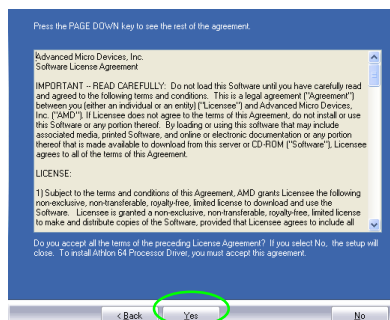 Press the PAGE DOWN key to see the rest of the agreement.
Advanced Micro Devices, Inc.
Software License Agreement
IMPORTANT -- READ CAREFULLY: Do not load this Software until you have carefully read
and agreed to the following terms and conditions. This is a legal agreement ("Agreement")
between you (either an individual or an entity) ("Licensee") and Advanced Micro Devices,
Inc. ("AMD"). If Licensee does not agree to the terms of this Agreement, do not install or use
this Software or any portion thereof. By loading or using this software that may include
associated media, printed Software, and online or electronic documentation or any portion
thereof that is made available to download from this server or CD-ROM ("Software"), Licensee
agrees to all of the terms of this Agreement.
LICENSE:
1) Subject to the terms and conditions of this Agreement, AMD grants Licensee the following
non-exclusive, non-transferable, royalty-free, limited license to download and use the
Software. Licensee is granted a non-exclusive, non-transferable, royalty-free, limited license
to make and distribute copies of the Software, provided that Licensee agrees to include all
Do you accept all the terms of the preceding License Agreement? If you select No, the setup will
close. To install Athlon 64 Processor Driver, you must accept this agreement.
< Back Yes No